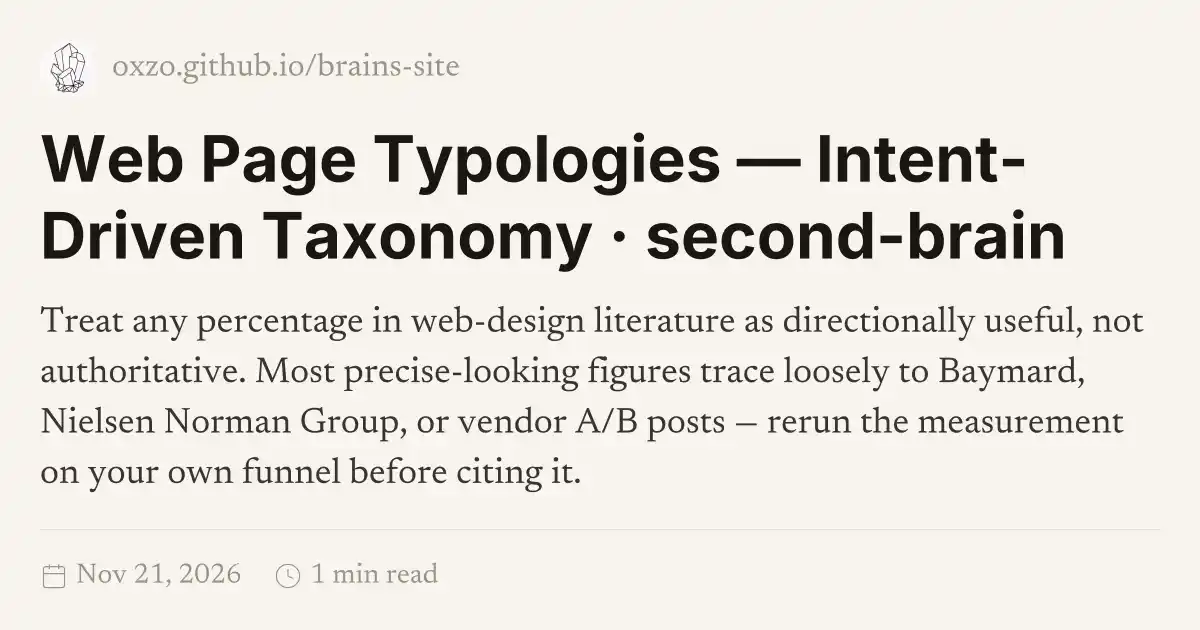 oxzo.github.io/brains-site
Web Page Typologies — Intent-
Driven Taxonomy · second-brain
Treat any percentage in web-design literature as directionally useful, not
authoritative. Most precise-looking figures trace loosely to Baymard,
Nielsen Norman Group, or vendor A/B posts – rerun the measurement
on your own funnel before citing it.
Nov 21, 2026 1 min read